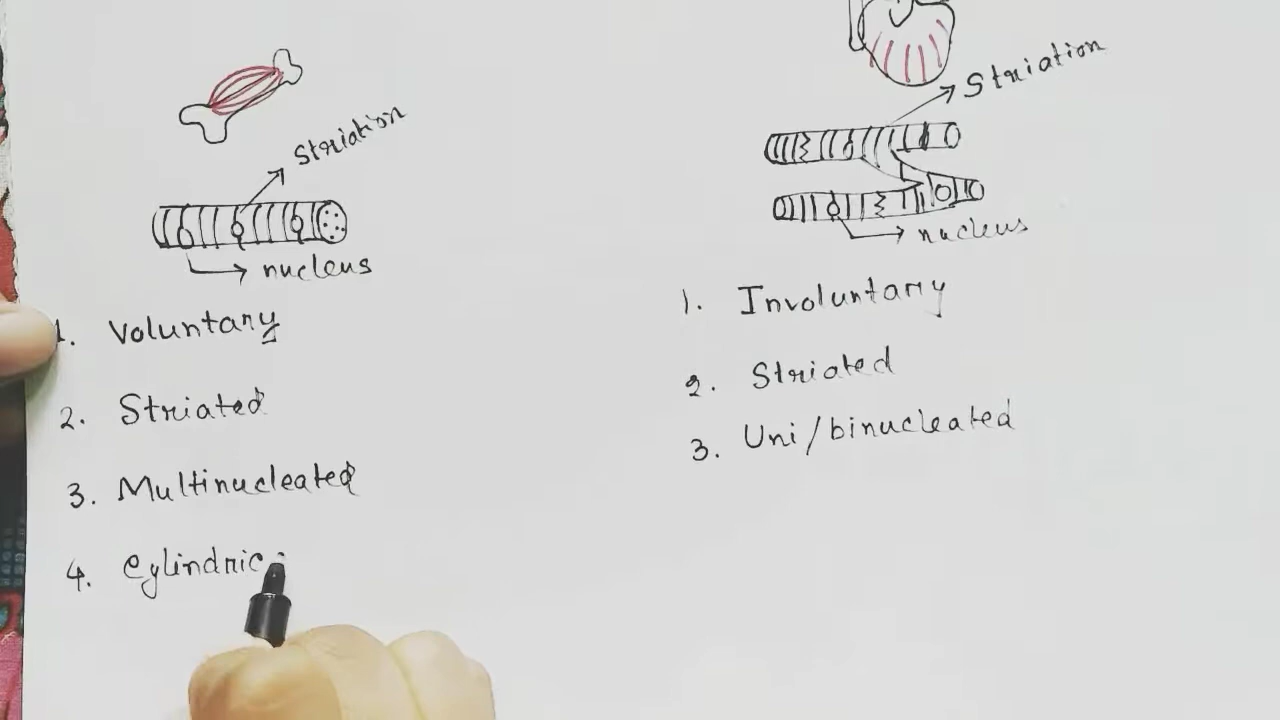 Striation
nucleus
1. Voluntary
2. Striated
3. Multinucleated
4. Cylindric
Striation
nucleus
1. Involuntary
2. Striated
3. Uni/binucleated